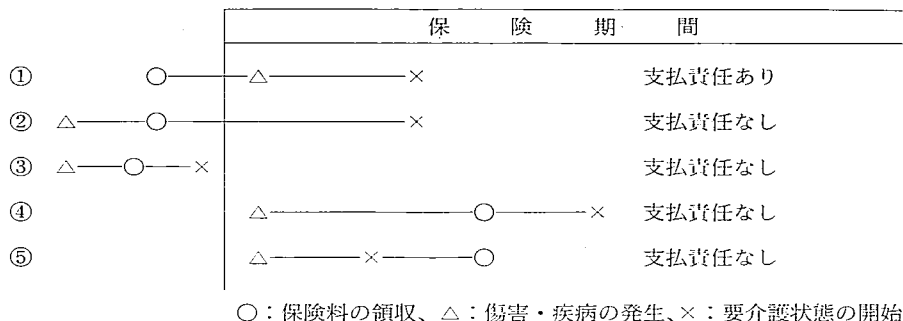 保険期間
① ○―△―× 支払責任あり
② △―○―× 支払責任なし
③ △―○―× 支払責任なし
④ △―○―× 支払責任なし
⑤ △―×―○ 支払責任なし
○:保険料の領収、△:傷害・疾病の発生、×:要介護状態の開始